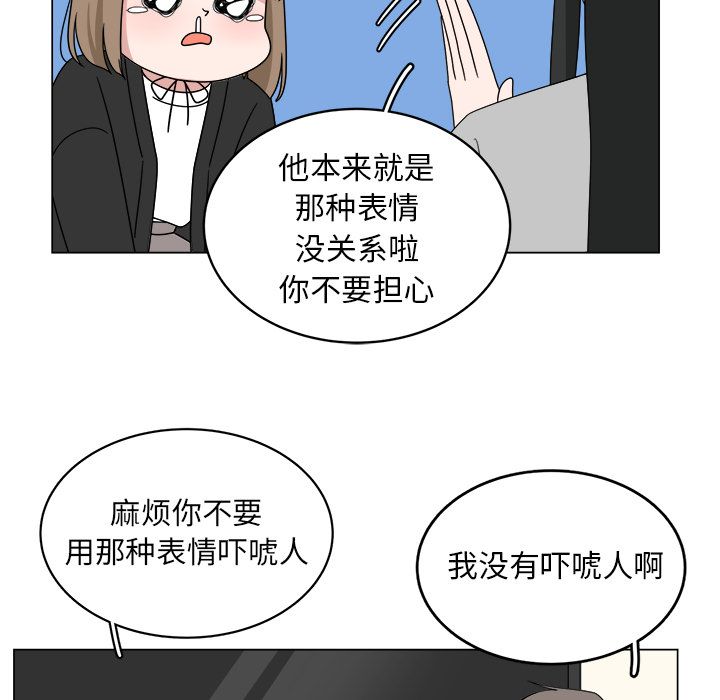 他本来就是
那种表情
没关系啦
你不要担心
麻烦你不要
用那种表情吓唬人
我没有吓唬人啊